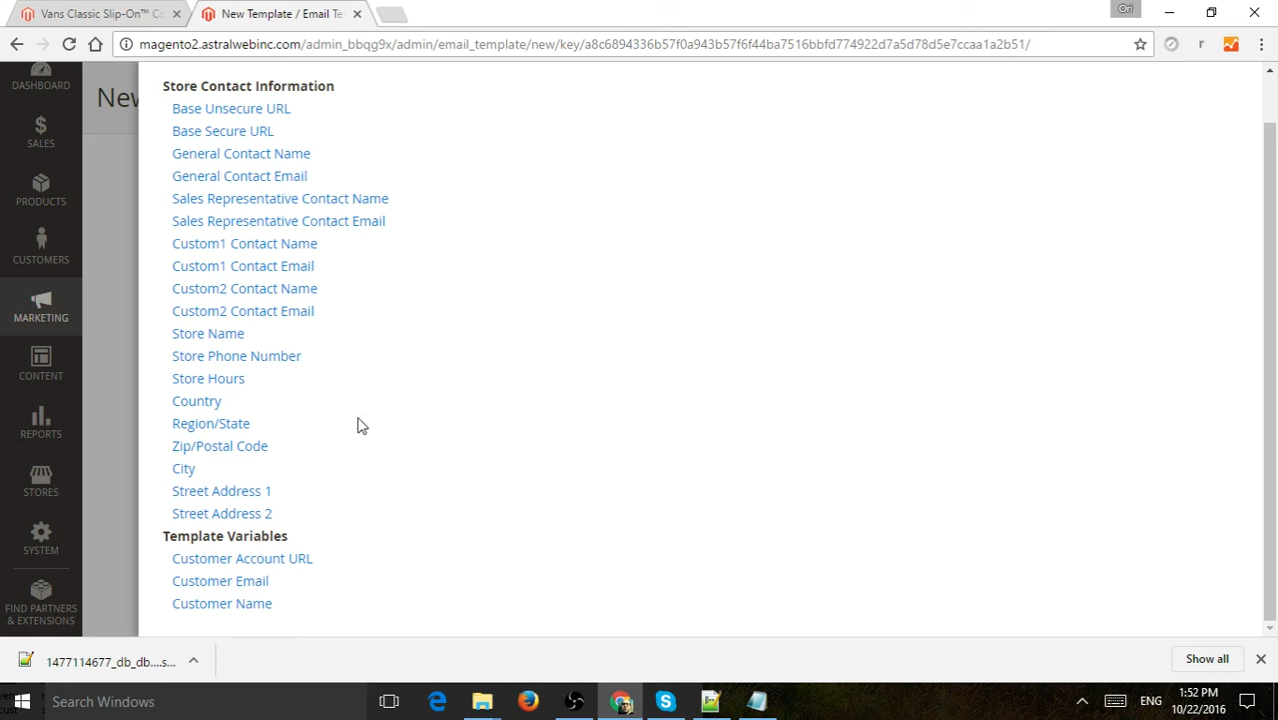 Vans Classic Slip-On™ Co
New Template / Email Te
Ori
magento2.astralwebinc.com/admin_bbqg9x/admin/email_template/new/key/a8c6894336b57f0a943b57f6f44ba7516bbfd774922d7a5d78d5e7ccaa1a2b51/
r
DASHBOARD
SALES
PRODUCTS
CUSTOMERS
MARKETING
CONTENT
REPORTS
STORES
SYSTEM
FIND PARTNERS
& EXTENSIONS
New
Store Contact Information
Base Unsecure URL
Base Secure URL
General Contact Name
General Contact Email
Sales Representative Contact Name
Sales Representative Contact Email
Custom1 Contact Name
Custom1 Contact Email
Custom2 Contact Name
Custom2 Contact Email
Store Name
Store Phone Number
Store Hours
Country
Region/State
Zip/Postal Code
City
Street Address 1
Street Address 2
Template Variables
Customer Account URL
Customer Email
Customer Name
1477114677_db_db....s...
Show all
Search Windows
ENG
1:52 PM
10/22/2016